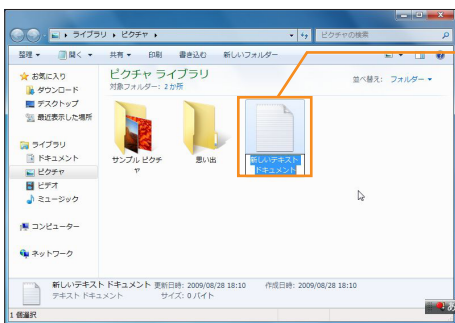 ライブラリ ▸ ピクチャ ▸
ピクチャの検索
整理 ▼ 開く ▼ 共有 ▼ 印刷 書き込む 新しいフォルダー
ピクチャ ライブラリ
対象フォルダー: 2 か所
並べ替え: フォルダー ▼
お気に入り
ダウンロード
デスクトップ
最近表示した場所
ライブラリ
ドキュメント
ピクチャ
ビデオ
ミュージック
コンピューター
ネットワーク
サンプル ピクチ
ャ
思い出
新しいテキスト
ドキュメント
新しいテキスト ドキュメント 更新日時: 2009/08/28 18:10 作成日時: 2009/08/28 18:10
テキスト ドキュメント サイズ: 0 バイト
1 個選択